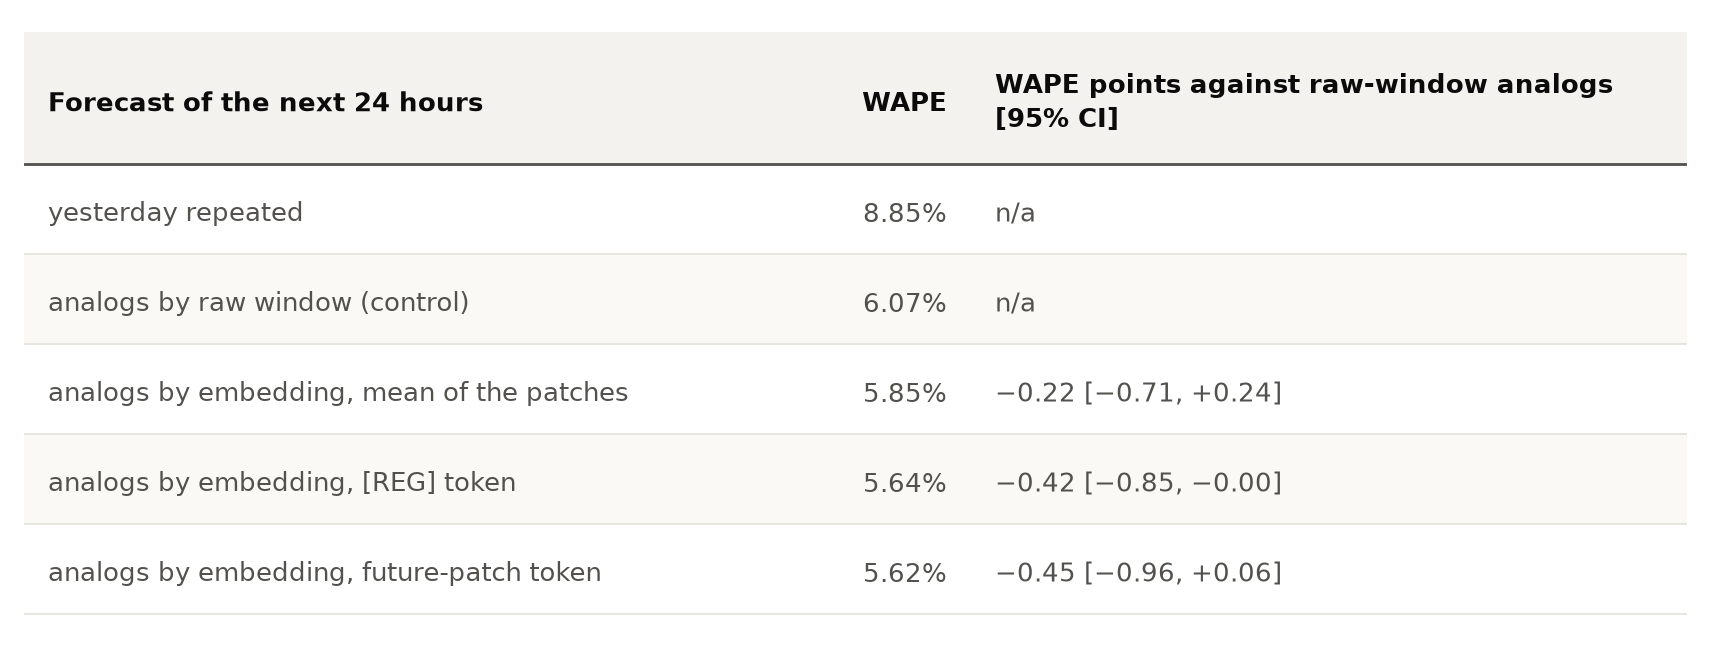 Forecast of the next 24 hours WAPE WAPE points against raw-window analogs
[95% CI]
yesterday repeated 8.85% n/a
analogs by raw window (control) 6.07% n/a
analogs by embedding, mean of the patches 5.85% −0.22 [−0.71, +0.24]
analogs by embedding, [REG] token 5.64% −0.42 [−0.85, −0.00]
analogs by embedding, future-patch token 5.62% −0.45 [−0.96, +0.06]